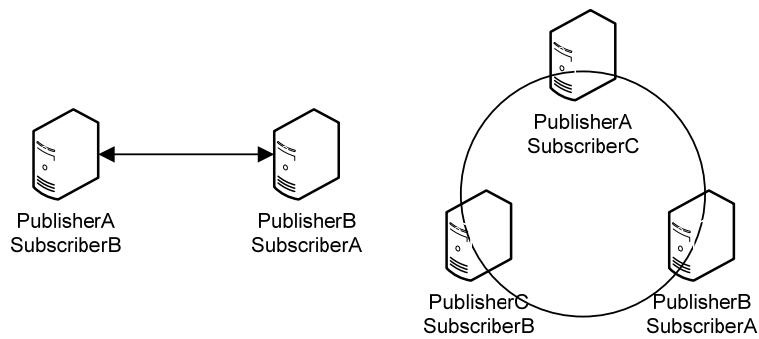 PublisherA
SubscriberB
PublisherB
SubscriberA
PublisherA
SubscriberC
PublisherC
SubscriberB
PublisherB
SubscriberA